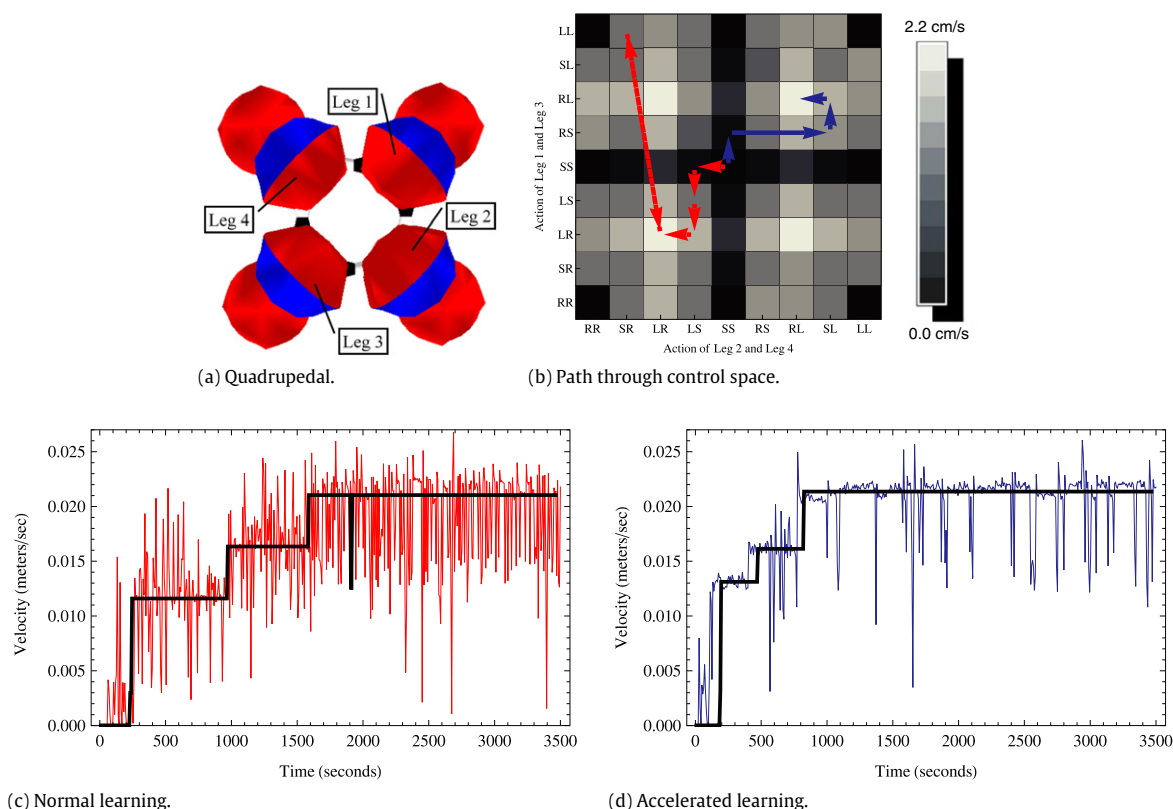 Leg 1
Leg 4
Leg 2
Leg 3
(a) Quadrupedal.
Action of Leg 1 and Leg 3
LL
SL
RL
RS
SS
LS
LR
SR
RR
RR SR LR LS SS RS RL SL LL
Action of Leg 2 and Leg 4
2.2 cm/s
0.0 cm/s
(b) Path through control space.
Velocity (meters/sec)
0.025
0.020
0.015
0.010
0.005
0.000
0 500 1000 1500 2000 2500 3000 3500
Time (seconds)
(c) Normal learning.
Velocity (meters/sec)
0.025
0.020
0.015
0.010
0.005
0.000
0 500 1000 1500 2000 2500 3000 3500
Time (seconds)
(d) Accelerated learning.